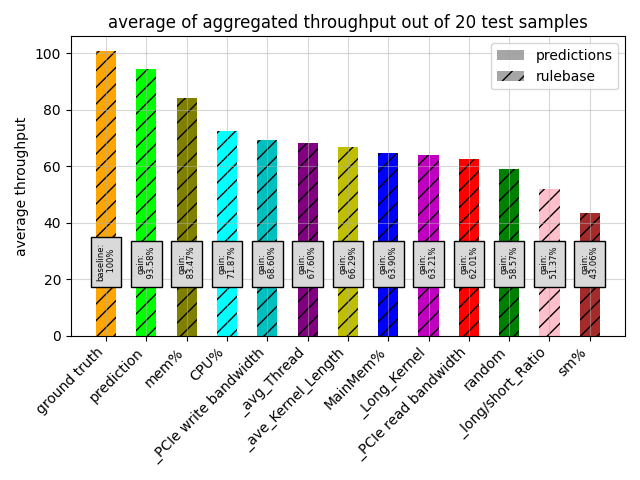 average of aggregated throughput out of 20 test samples
predictions
rulebase
average throughput
100
80
60
40
20
0
baseline:
100%
gain:
93.58%
gain:
83.47%
gain:
71.87%
gain:
68.60%
gain:
67.60%
gain:
66.29%
gain:
63.90%
gain:
63.21%
gain:
62.01%
gain:
58.57%
gain:
51.37%
gain:
43.06%
ground truth
prediction
mem%
CPU%
_PCIe write bandwidth
_avg_Thread
_ave_Kernel_Length
MainMem%
_Long_Kernel
_PCIe read bandwidth
random
_long/short_Ratio
sm%